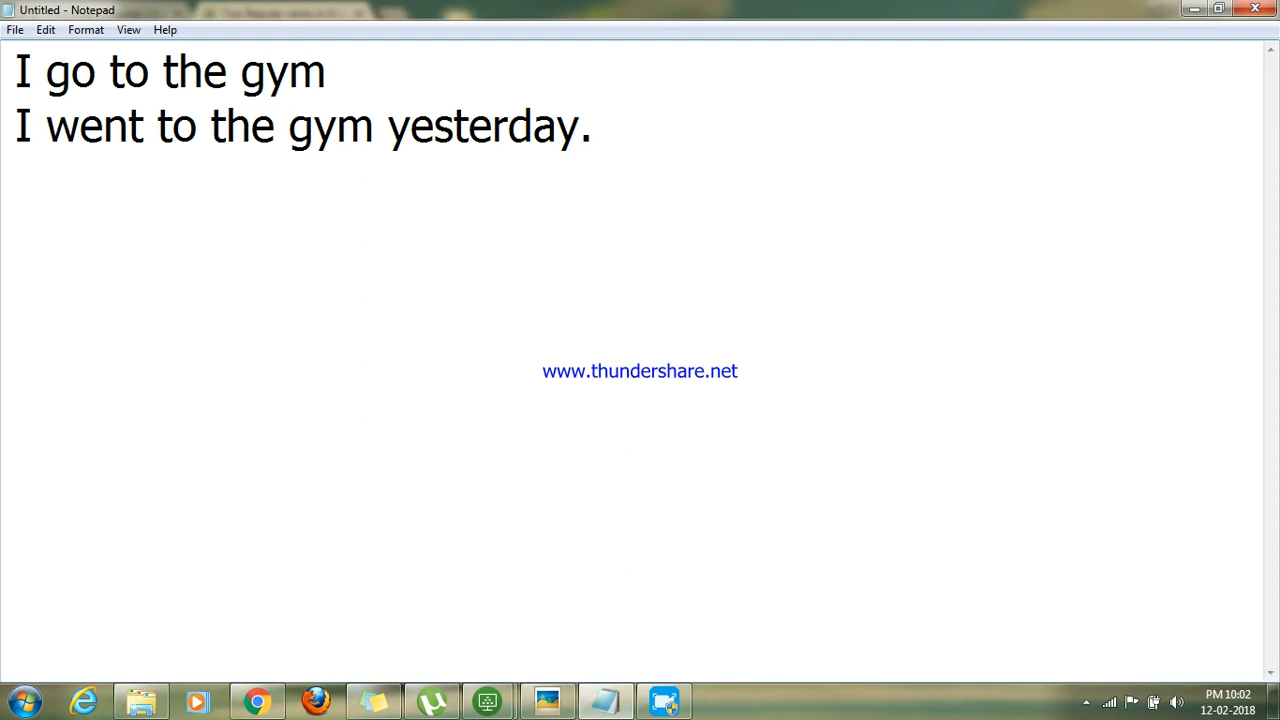 Untitled - Notepad
File Edit Format View Help
I go to the gym
I went to the gym yesterday.
www.thundershare.net
PM 10:02
12-02-2018